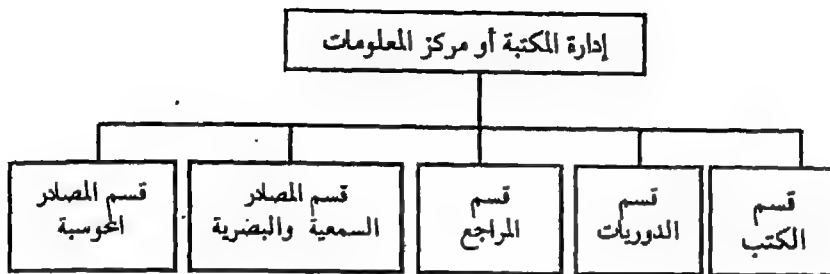 إدارة المكتبة أو مركز المعلومات
قسم
الكتب
قسم
الدوريات
قسم
المراجع
قسم المصادر
السمعية والبصرية
قسم المصادر
المحوسبة